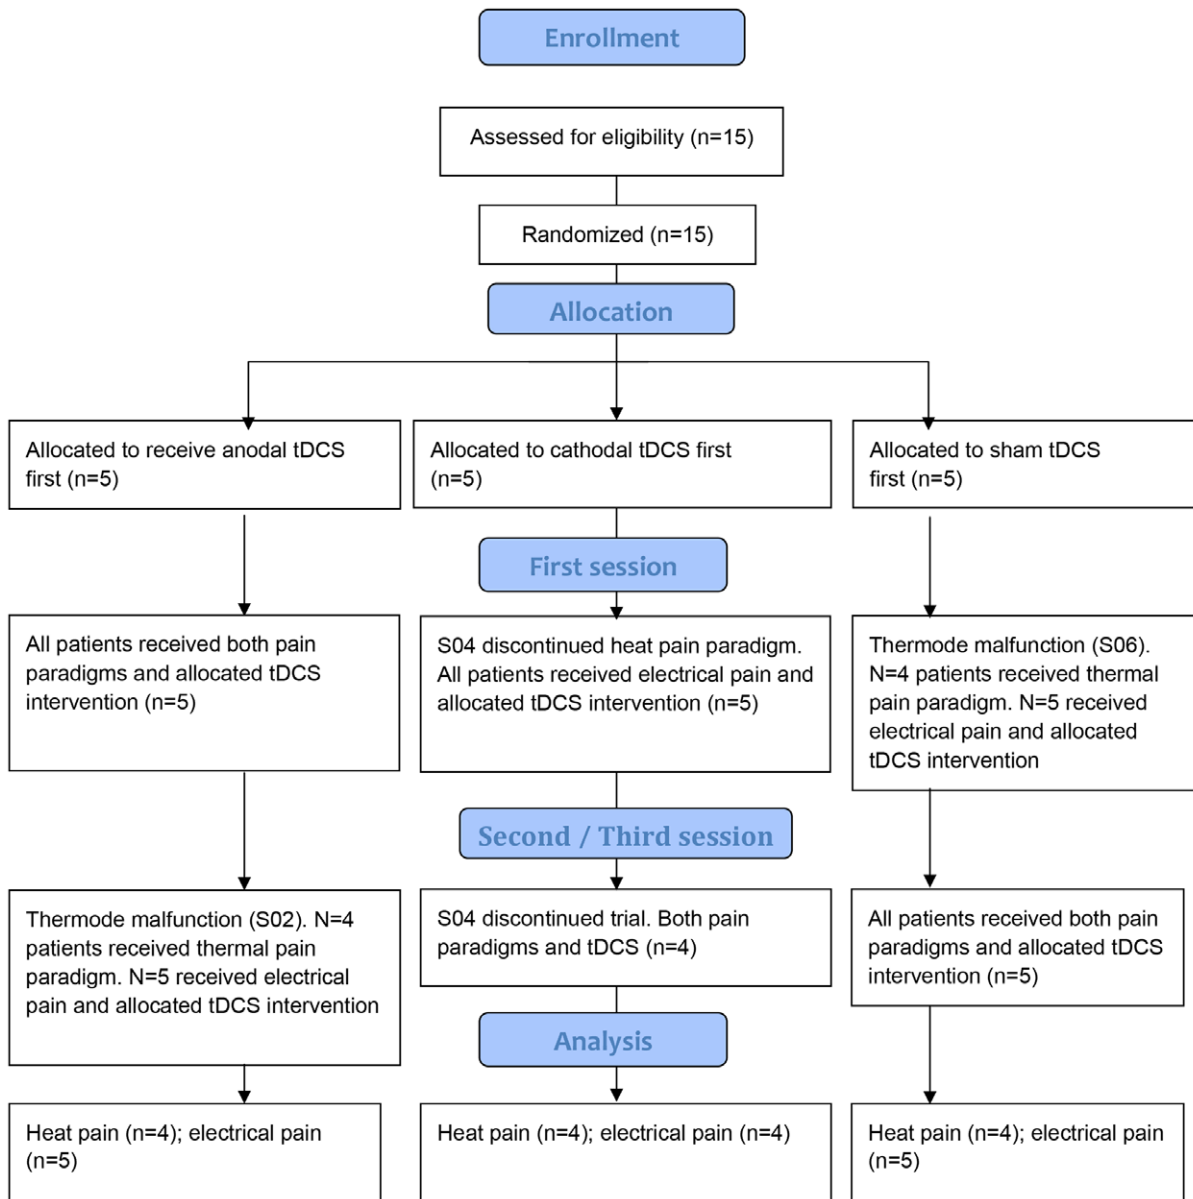 Enrollment
Assessed for eligibility (n=15)
Randomized (n=15)
Allocation
Allocated to receive anodal tDCS
first (n=5)
Allocated to cathodal tDCS first
(n=5)
Allocated to sham tDCS
first (n=5)
First session
All patients received both pain
paradigms and allocated tDCS
intervention (n=5)
S04 discontinued heat pain paradigm.
All patients received electrical pain and
allocated tDCS intervention (n=5)
Thermode malfunction (S06).
N=4 patients received thermal
pain paradigm. N=5 received
electrical pain and allocated
tDCS intervention
Second / Third session
Thermode malfunction (S02). N=4
patients received thermal pain
paradigm. N=5 received electrical
pain and allocated tDCS intervention
S04 discontinued trial. Both pain
paradigms and tDCS (n=4)
All patients received both pain
paradigms and allocated tDCS
intervention (n=5)
Analysis
Heat pain (n=4); electrical pain
(n=5)
Heat pain (n=4); electrical pain (n=4)
Heat pain (n=4); electrical pain
(n=5)